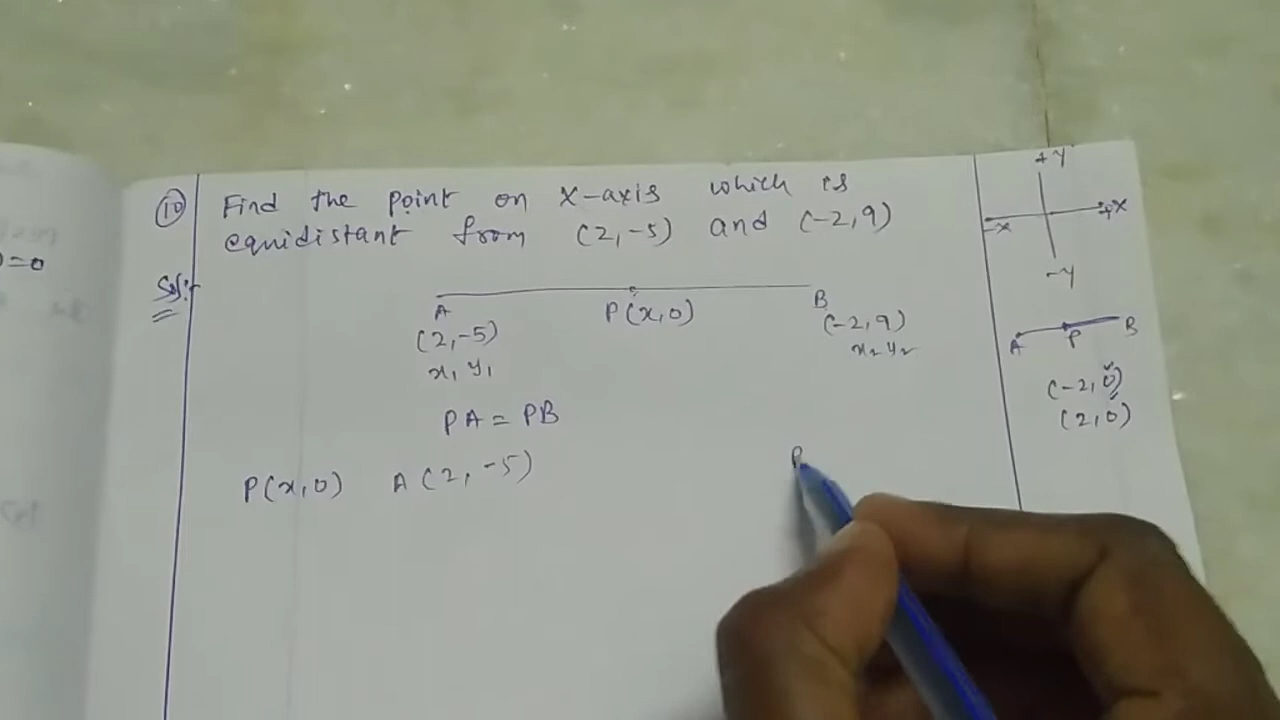 10 Find the point on x-axis which is
equidistant from (2,-5) and (-2,9)
Sol:-
A P(x,0) B
(2,-5) (-2,9)
x₁ y₁ x₂ y₂
PA = PB
P(x,0) A(2,-5) P
+Y
-X +X
-Y
A P B
(-2,0)
(2,0)
=0